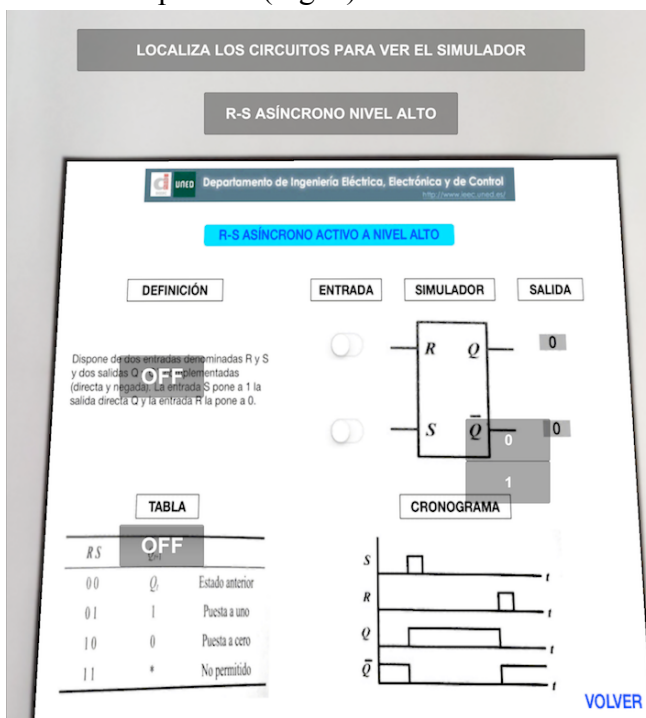 LOCALIZA LOS CIRCUITOS PARA VER EL SIMULADOR
R-S ASÍNCRONO NIVEL ALTO
di UNED Departamento de Ingeniería Eléctrica, Electrónica y de Control
http://www.ieec.uned.es/
R-S ASÍNCRONO ACTIVO A NIVEL ALTO
DEFINICIÓN
Dispone de dos entradas denominadas R y S
y dos salidas Q complementadas
(directa y negada). La entrada S pone a 1 la
salida directa Q y la entrada R la pone a 0.
OFF
ENTRADA SIMULADOR SALIDA
R Q 0
S Q̅ 0
0
1
TABLA
OFF
R S
0 0 Qt Estado anterior
0 1 1 Puesta a uno
1 0 0 Puesta a cero
1 1 * No permitido
CRONOGRAMA
S
t
R
t
Q
t
Q̅
t
VOLVER